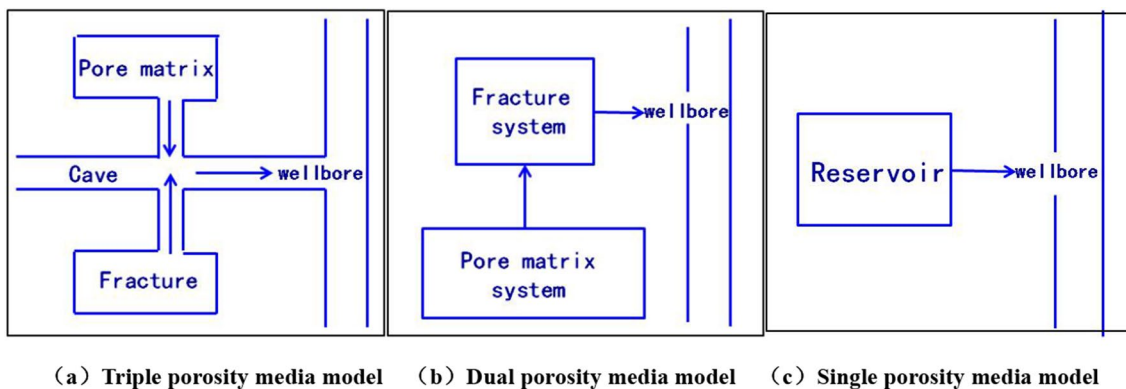 Pore matrix
Cave
wellbore
Fracture
Fracture
system
wellbore
Pore matrix
system
Reservoir
wellbore
（a）Triple porosity media model
（b）Dual porosity media model
（c）Single porosity media model